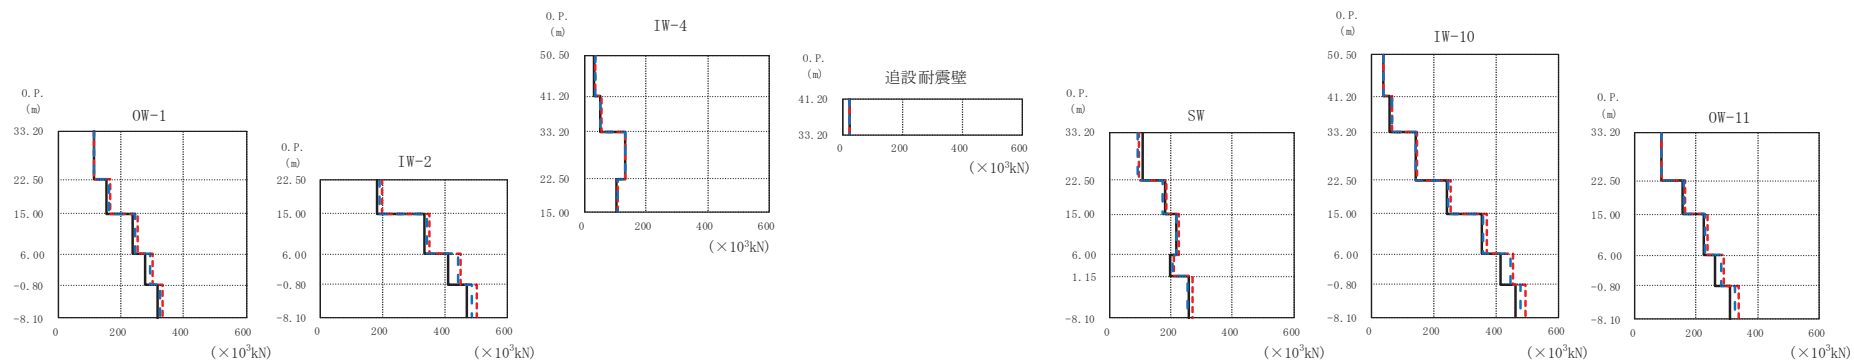 O.P.
(m)
OW-1
33.20
22.50
15.00
6.00
-0.80
-8.10
0
200
400
600
(×10³kN)
O.P.
(m)
IW-2
22.50
15.00
6.00
-0.80
-8.10
0
200
400
600
(×10³kN)
O.P.
(m)
IW-4
50.50
41.20
33.20
22.50
15.00
0
200
400
600
(×10³kN)
O.P.
(m)
追設耐震壁
41.20
33.20
0
200
400
600
(×10³kN)
O.P.
(m)
SW
33.20
22.50
15.00
6.00
1.15
-8.10
0
200
400
600
(×10³kN)
O.P.
(m)
IW-10
50.50
41.20
33.20
22.50
15.00
6.00
-0.80
-8.10
0
200
400
600
(×10³kN)
O.P.
(m)
OW-11
33.20
22.50
15.00
6.00
-0.80
-8.10
0
200
400
600
(×10³kN)